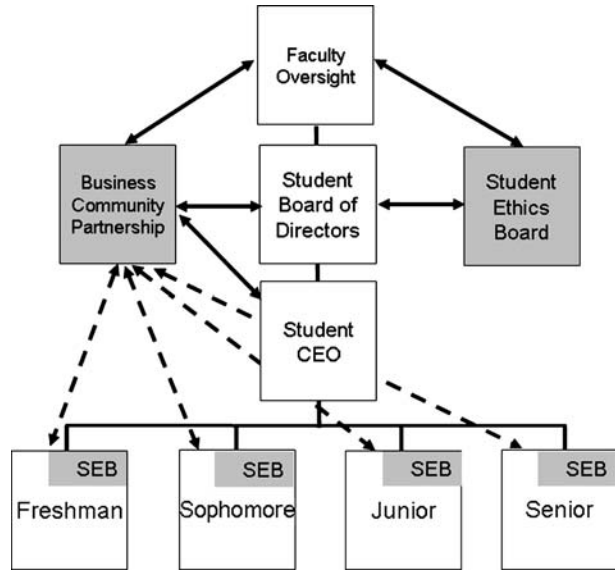 Faculty
Oversight
Business
Community
Partnership
Student
Board of
Directors
Student
Ethics
Board
Student
CEO
SEB
Freshman
SEB
Sophomore
SEB
Junior
SEB
Senior